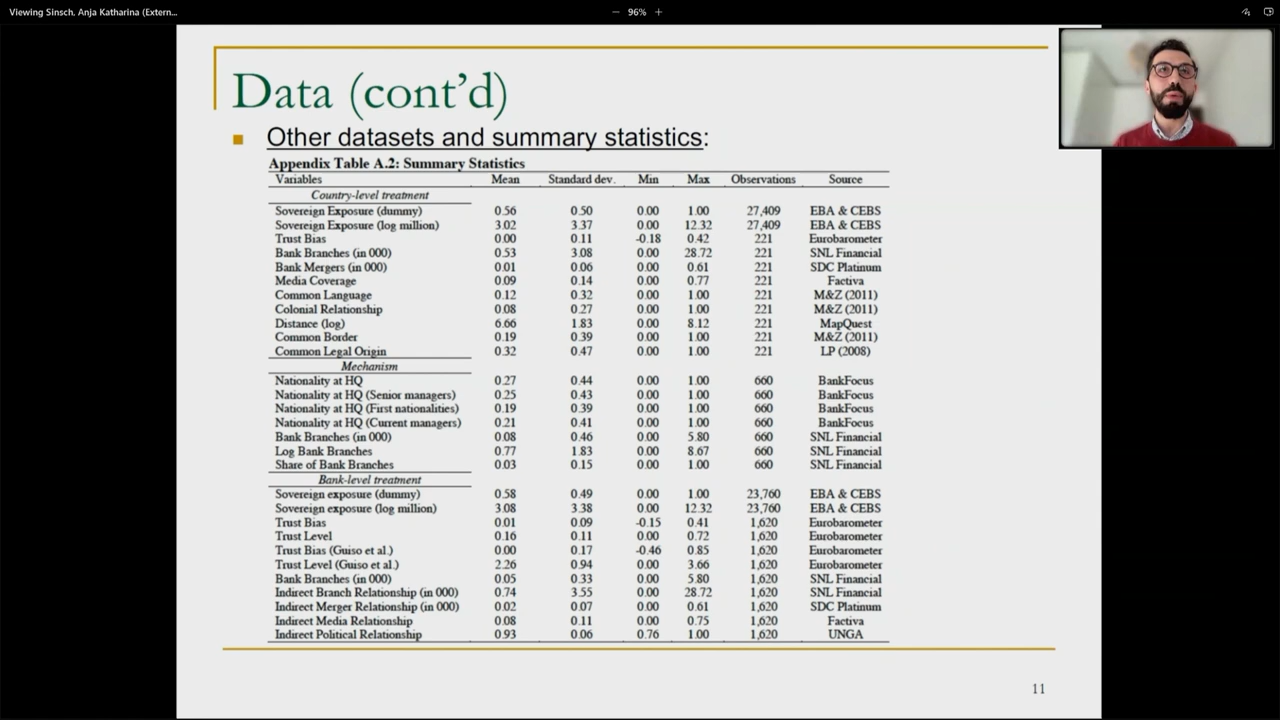 Viewing Sinsch, Anja Katharina (Extern...
− 96% +
Data (cont’d)
Other datasets and summary statistics:
Appendix Table A.2: Summary Statistics
Variables Mean Standard dev. Min Max Observations Source
Country-level treatment
Sovereign Exposure (dummy) 0.56 0.50 0.00 1.00 27,409 EBA & CEBS
Sovereign Exposure (log million) 3.02 3.37 0.00 12.32 27,409 EBA & CEBS
Trust Bias 0.00 0.11 -0.18 0.42 221 Eurobarometer
Bank Branches (in 000) 0.53 3.08 0.00 28.72 221 SNL Financial
Bank Mergers (in 000) 0.01 0.06 0.00 0.61 221 SDC Platinum
Media Coverage 0.09 0.14 0.00 0.77 221 Factiva
Common Language 0.12 0.32 0.00 1.00 221 M&Z (2011)
Colonial Relationship 0.08 0.27 0.00 1.00 221 M&Z (2011)
Distance (log) 6.66 1.83 0.00 8.12 221 MapQuest
Common Border 0.19 0.39 0.00 1.00 221 M&Z (2011)
Common Legal Origin 0.32 0.47 0.00 1.00 221 LP (2008)
Mechanism
Nationality at HQ 0.27 0.44 0.00 1.00 660 BankFocus
Nationality at HQ (Senior managers) 0.25 0.43 0.00 1.00 660 BankFocus
Nationality at HQ (First nationalities) 0.19 0.39 0.00 1.00 660 BankFocus
Nationality at HQ (Current managers) 0.21 0.41 0.00 1.00 660 BankFocus
Bank Branches (in 000) 0.08 0.46 0.00 5.80 660 SNL Financial
Log Bank Branches 0.77 1.83 0.00 8.67 660 SNL Financial
Share of Bank Branches 0.03 0.15 0.00 1.00 660 SNL Financial
Bank-level treatment
Sovereign exposure (dummy) 0.58 0.49 0.00 1.00 23,760 EBA & CEBS
Sovereign exposure (log million) 3.08 3.38 0.00 12.32 23,760 EBA & CEBS
Trust Bias 0.01 0.09 -0.15 0.41 1,620 Eurobarometer
Trust Level 0.16 0.11 0.00 0.72 1,620 Eurobarometer
Trust Bias (Guiso et al.) 0.00 0.17 -0.46 0.85 1,620 Eurobarometer
Trust Level (Guiso et al.) 2.26 0.94 0.00 3.66 1,620 Eurobarometer
Bank Branches (in 000) 0.05 0.33 0.00 5.80 1,620 SNL Financial
Indirect Branch Relationship (in 000) 0.74 3.55 0.00 28.72 1,620 SNL Financial
Indirect Merger Relationship (in 000) 0.02 0.07 0.00 0.61 1,620 SDC Platinum
Indirect Media Relationship 0.08 0.11 0.00 0.75 1,620 Factiva
Indirect Political Relationship 0.93 0.06 0.76 1.00 1,620 UNGA
11